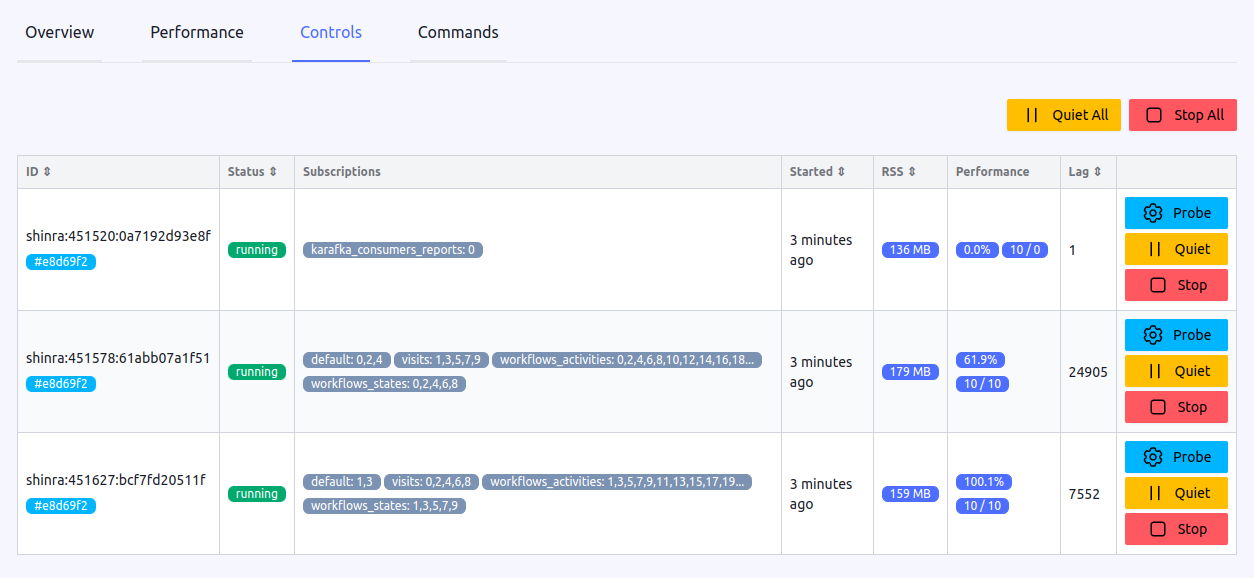 Overview Performance Controls Commands
Quiet All Stop All
ID Status Subscriptions Started RSS Performance Lag
shinra:451520:0a7192d93e8f
#e8d69f2
running
karafka_consumers_reports: 0
3 minutes
ago
136 MB
0.0% 10 / 0
1
Probe
Quiet
Stop
shinra:451578:61abb07a1f51
#e8d69f2
running
default: 0,2,4 visits: 1,3,5,7,9 workflows_activities: 0,2,4,6,8,10,12,14,16,18...
workflows_states: 0,2,4,6,8
3 minutes
ago
179 MB
61.9%
10 / 10
24905
Probe
Quiet
Stop
shinra:451627:bcf7fd20511f
#e8d69f2
running
default: 1,3 visits: 0,2,4,6,8 workflows_activities: 1,3,5,7,9,11,13,15,17,19...
workflows_states: 1,3,5,7,9
3 minutes
ago
159 MB
100.1%
10 / 10
7552
Probe
Quiet
Stop